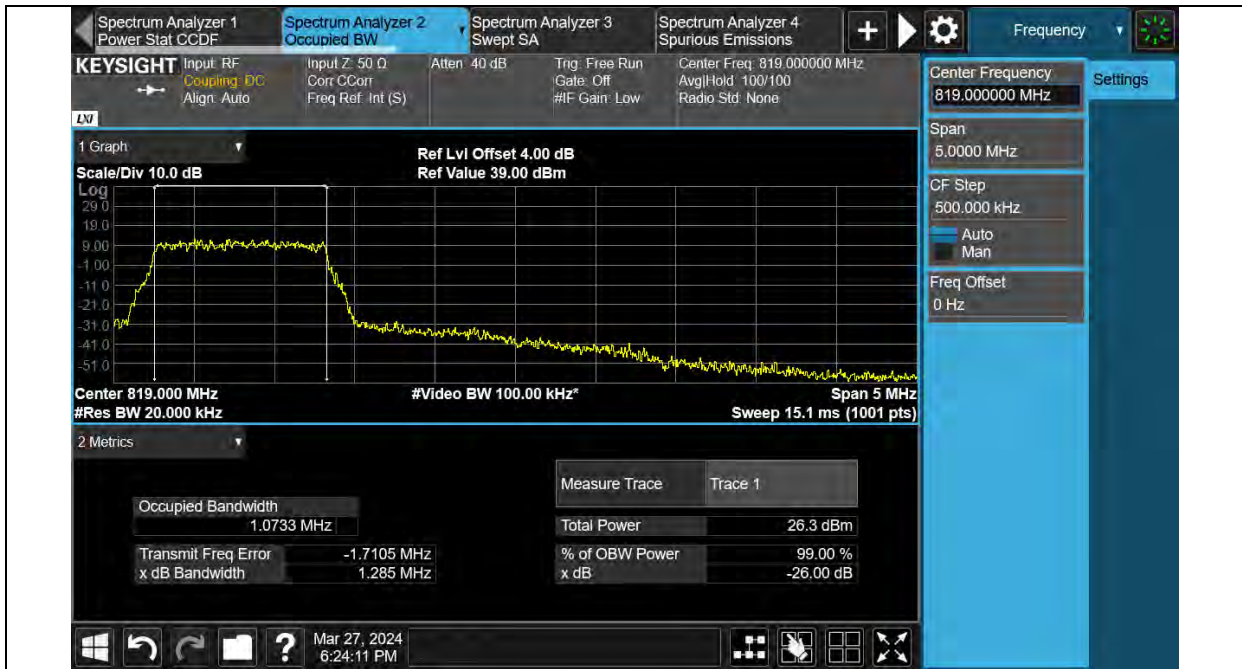 Spectrum Analyzer 1
Power Stat CCDF
Spectrum Analyzer 2
Occupied BW
Spectrum Analyzer 3
Swept SA
Spectrum Analyzer 4
Spurious Emissions
Frequency
KEYSIGHT
LXI
Input: RF
Coupling: DC
Align: Auto
Input Z: 50 Ω
Corr CCorr
Freq Ref: Int (S)
Atten: 40 dB
Trig: Free Run
Gate: Off
#IF Gain: Low
Center Freq: 819.000000 MHz
Avg|Hold: 100/100
Radio Std: None
Center Frequency
819.000000 MHz
Settings
Span
5.0000 MHz
CF Step
500.000 kHz
Auto
Man
Freq Offset
0 Hz
1 Graph
Scale/Div 10.0 dB
Ref Lvl Offset 4.00 dB
Ref Value 39.00 dBm
Log
29.0
19.0
9.00
-1.00
-11.0
-21.0
-31.0
-41.0
-51.0
Center 819.000 MHz
#Video BW 100.00 kHz*
Span 5 MHz
#Res BW 20.000 kHz
Sweep 15.1 ms (1001 pts)
2 Metrics
Measure Trace Trace 1
Occupied Bandwidth
1.0733 MHz
Total Power 26.3 dBm
Transmit Freq Error -1.7105 MHz
% of OBW Power 99.00 %
x dB Bandwidth 1.285 MHz
x dB -26.00 dB
?
Mar 27, 2024
6:24:11 PM